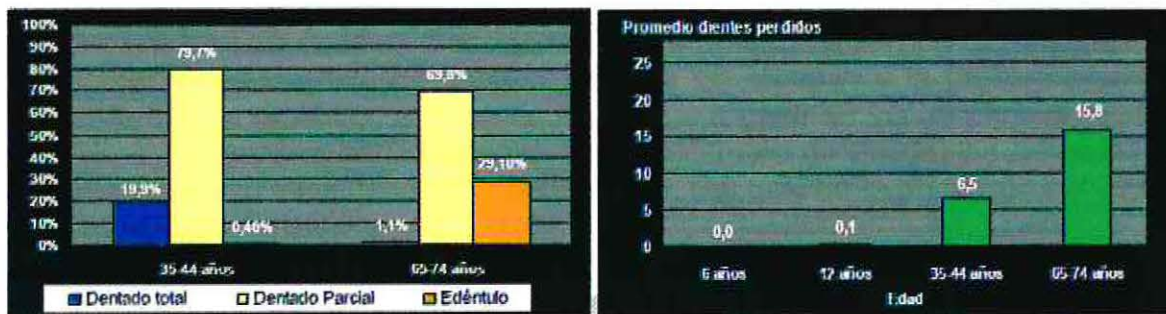 100%
90%
80%
70%
60%
50%
40%
30%
20%
10%
0%
79,7%
69,8%
29,10%
19,9%
0,40%
1,1%
35-44 años
65-74 años
Dentado total
Dentado Parcial
Edéntulo
Promedio dientes perdidos
25
20
15
10
5
0
0,0
0,1
6,5
15,8
6 años
12 años
35-44 años
65-74 años
Edad